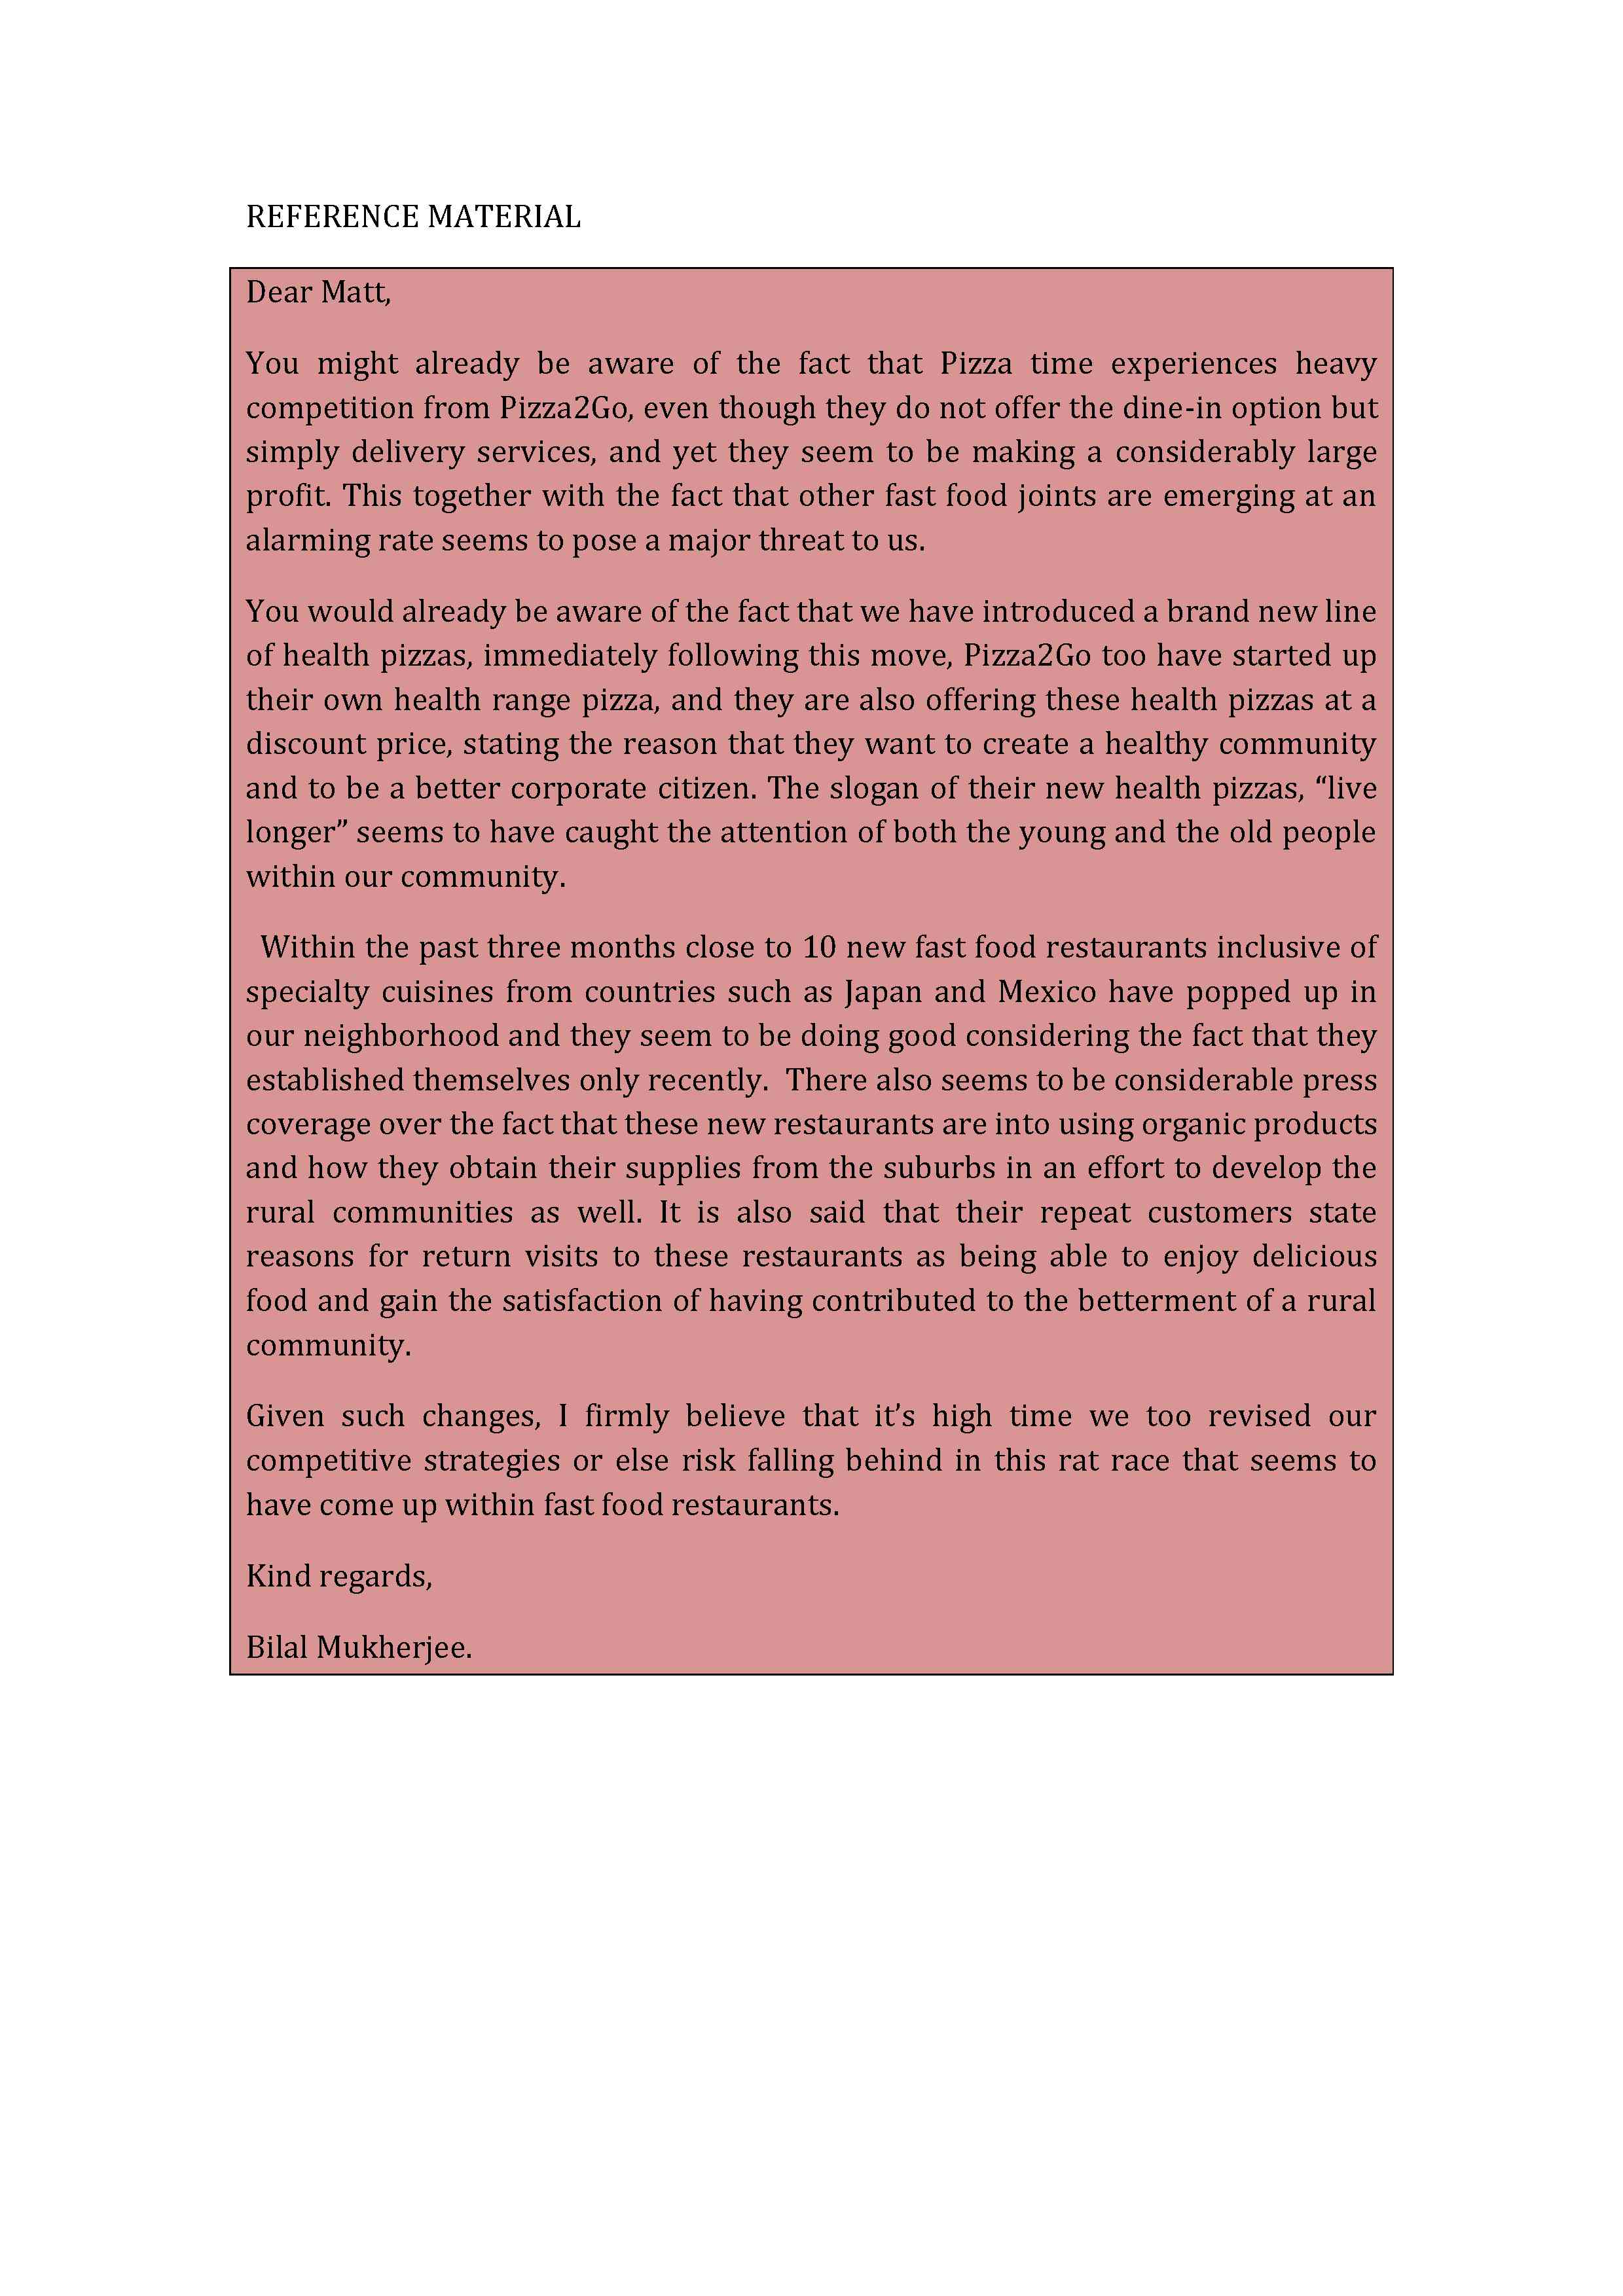 REFERENCE MATERIAL
Dear Matt,
You might already be aware of the fact that Pizza time experiences heavy
competition from Pizza2Go, even though they do not offer the dine-in option but
simply delivery services, and yet they seem to be making a considerably large
profit. This together with the fact that other fast food joints are emerging at an
alarming rate seems to pose a major threat to us.
You would already be aware of the fact that we have introduced a brand new line
of health pizzas, immediately following this move, Pizza2Go too have started up
their own health range pizza, and they are also offering these health pizzas at a
discount price, stating the reason that they want to create a healthy community
and to be a better corporate citizen. The slogan of their new health pizzas, “live
longer” seems to have caught the attention of both the young and the old people
within our community.
Within the past three months close to 10 new fast food restaurants inclusive of
specialty cuisines from countries such as Japan and Mexico have popped up in
our neighborhood and they seem to be doing good considering the fact that they
established themselves only recently.  There also seems to be considerable press
coverage over the fact that these new restaurants are into using organic products
and how they obtain their supplies from the suburbs in an effort to develop the
rural communities as well. It is also said that their repeat customers state
reasons for return visits to these restaurants as being able to enjoy delicious
food and gain the satisfaction of having contributed to the betterment of a rural
community.
Given such changes, I firmly believe that it’s high time we too revised our
competitive strategies or else risk falling behind in this rat race that seems to
have come up within fast food restaurants.
Kind regards,
Bilal Mukherjee.